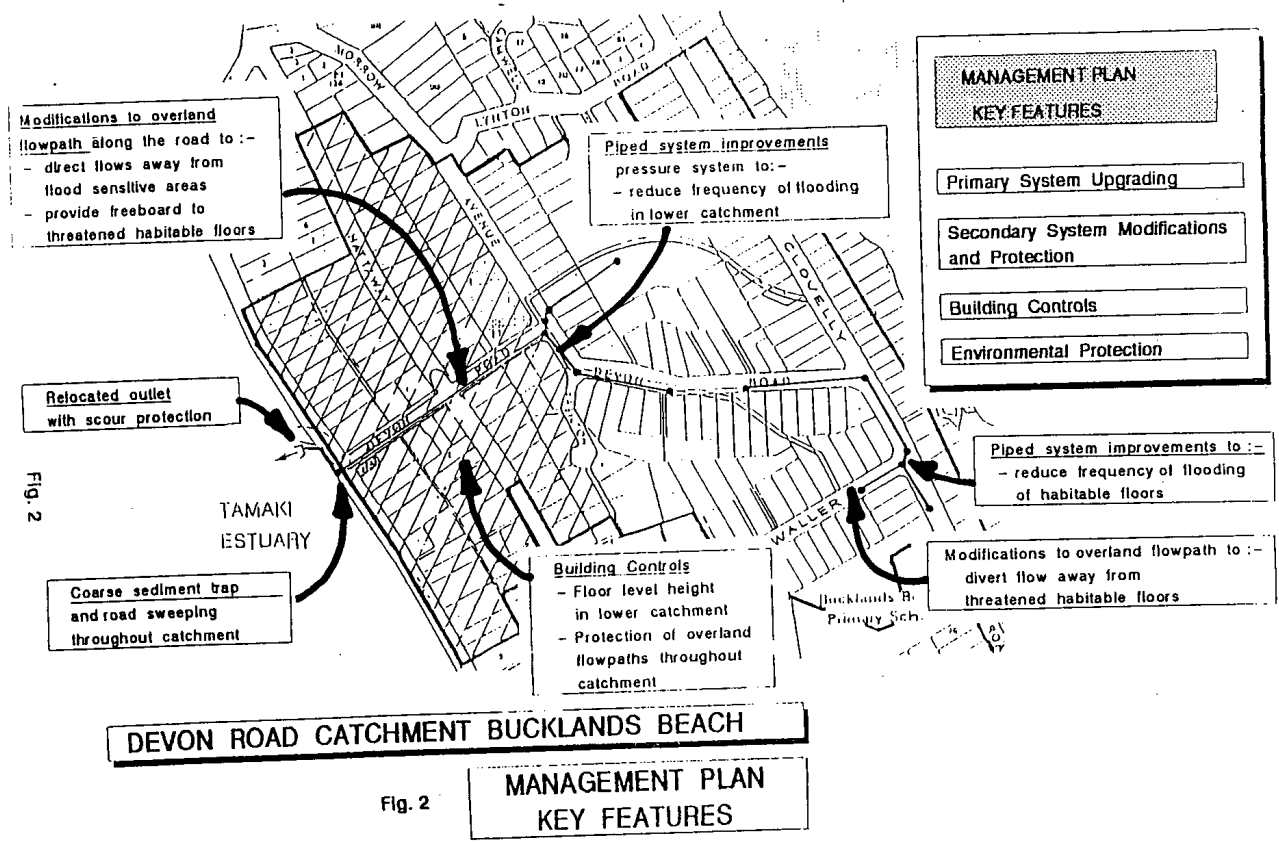 MANAGEMENT PLAN
KEY FEATURES
Primary System Upgrading
Secondary System Modifications
and Protection
Building Controls
Environmental Protection
Modifications to overland
flowpath along the road to :-
- direct flows away from
flood sensitive areas
- provide freeboard to
threatened habitable floors
Piped system improvements
pressure system to:-
- reduce frequency of flooding
in lower catchment
MORROW
AVENUE
LYNTON
ROAD
HATTAWAY
CLOVELLY
DEVON
ROAD
DEVON
ROAD
WALLER
Relocated outlet
with scour protection
Piped system improvements to :-
- reduce frequency of flooding
of habitable floors
TAMAKI
ESTUARY
Coarse sediment trap
and road sweeping
throughout catchment
Building Controls
- Floor level height
in lower catchment
- Protection of overland
flowpaths throughout
catchment
Modifications to overland flowpath to :-
divert flow away from
threatened habitable floors
Bucklands
Primary Sch.
Fig. 2
DEVON ROAD CATCHMENT BUCKLANDS BEACH
Fig. 2
MANAGEMENT PLAN
KEY FEATURES